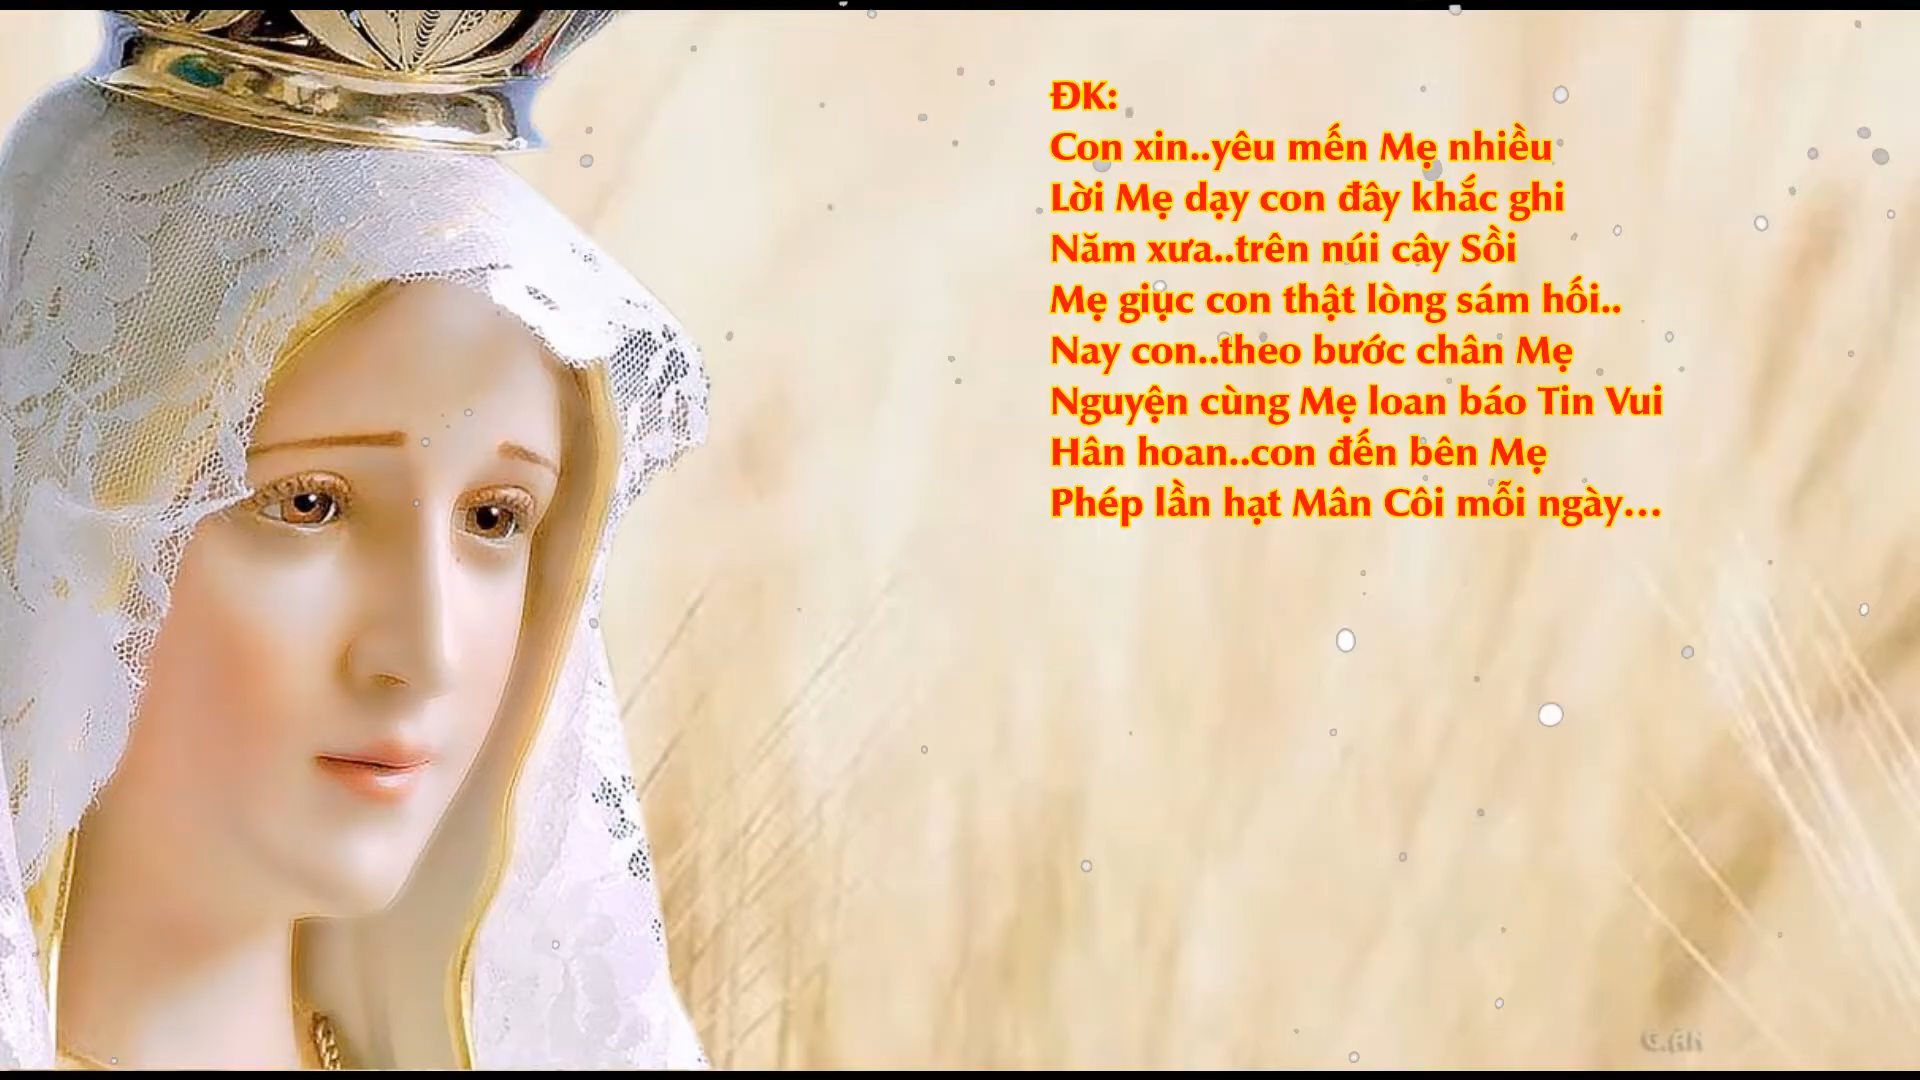 ĐK:
Con xin..yêu mến Mẹ nhiều
Lời Mẹ dạy con đây khắc ghi
Năm xưa..trên núi cây Sồi
Mẹ giục con thật lòng sám hối..
Nay con..theo bước chân Mẹ
Nguyện cùng Mẹ loan báo Tin Vui
Hân hoan..con đến bên Mẹ
Phép lần hạt Mân Côi mỗi ngày...